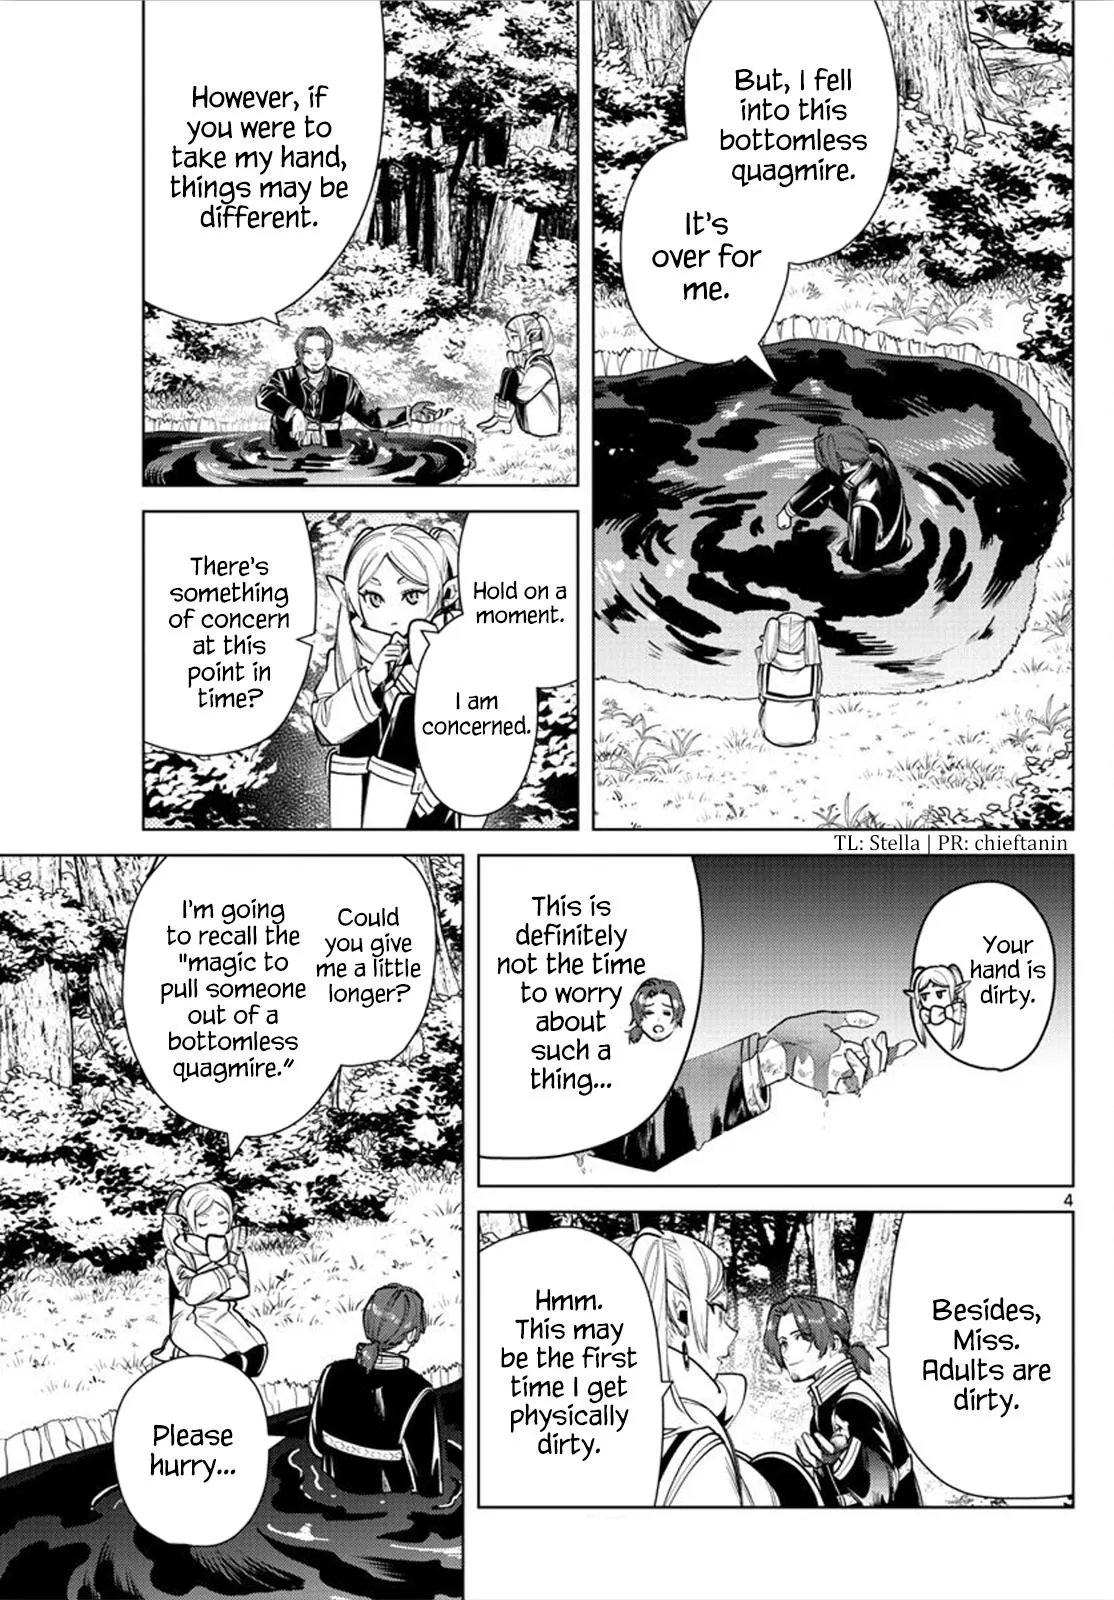 But, I fell
into this
bottomless
quagmire.
It's
over for
me.
However, if
you were to
take my hand,
things may be
different.
Hold on a
moment.
I am
concerned.
There's
something
of concern
at this
point in
time?
TL: Stella | PR: chieftanin
Your
hand is
dirty.
This is
definitely
not the time
to worry
about
such a
thing...
4
Besides,
Miss.
Adults are
dirty.
Hmm.
This may
be the first
time I get
physically
dirty.
Could
you give
me a little
longer?
I'm going
to recall the
"magic to
pull someone
out of a
bottomless
quagmire."
Please
hurry...